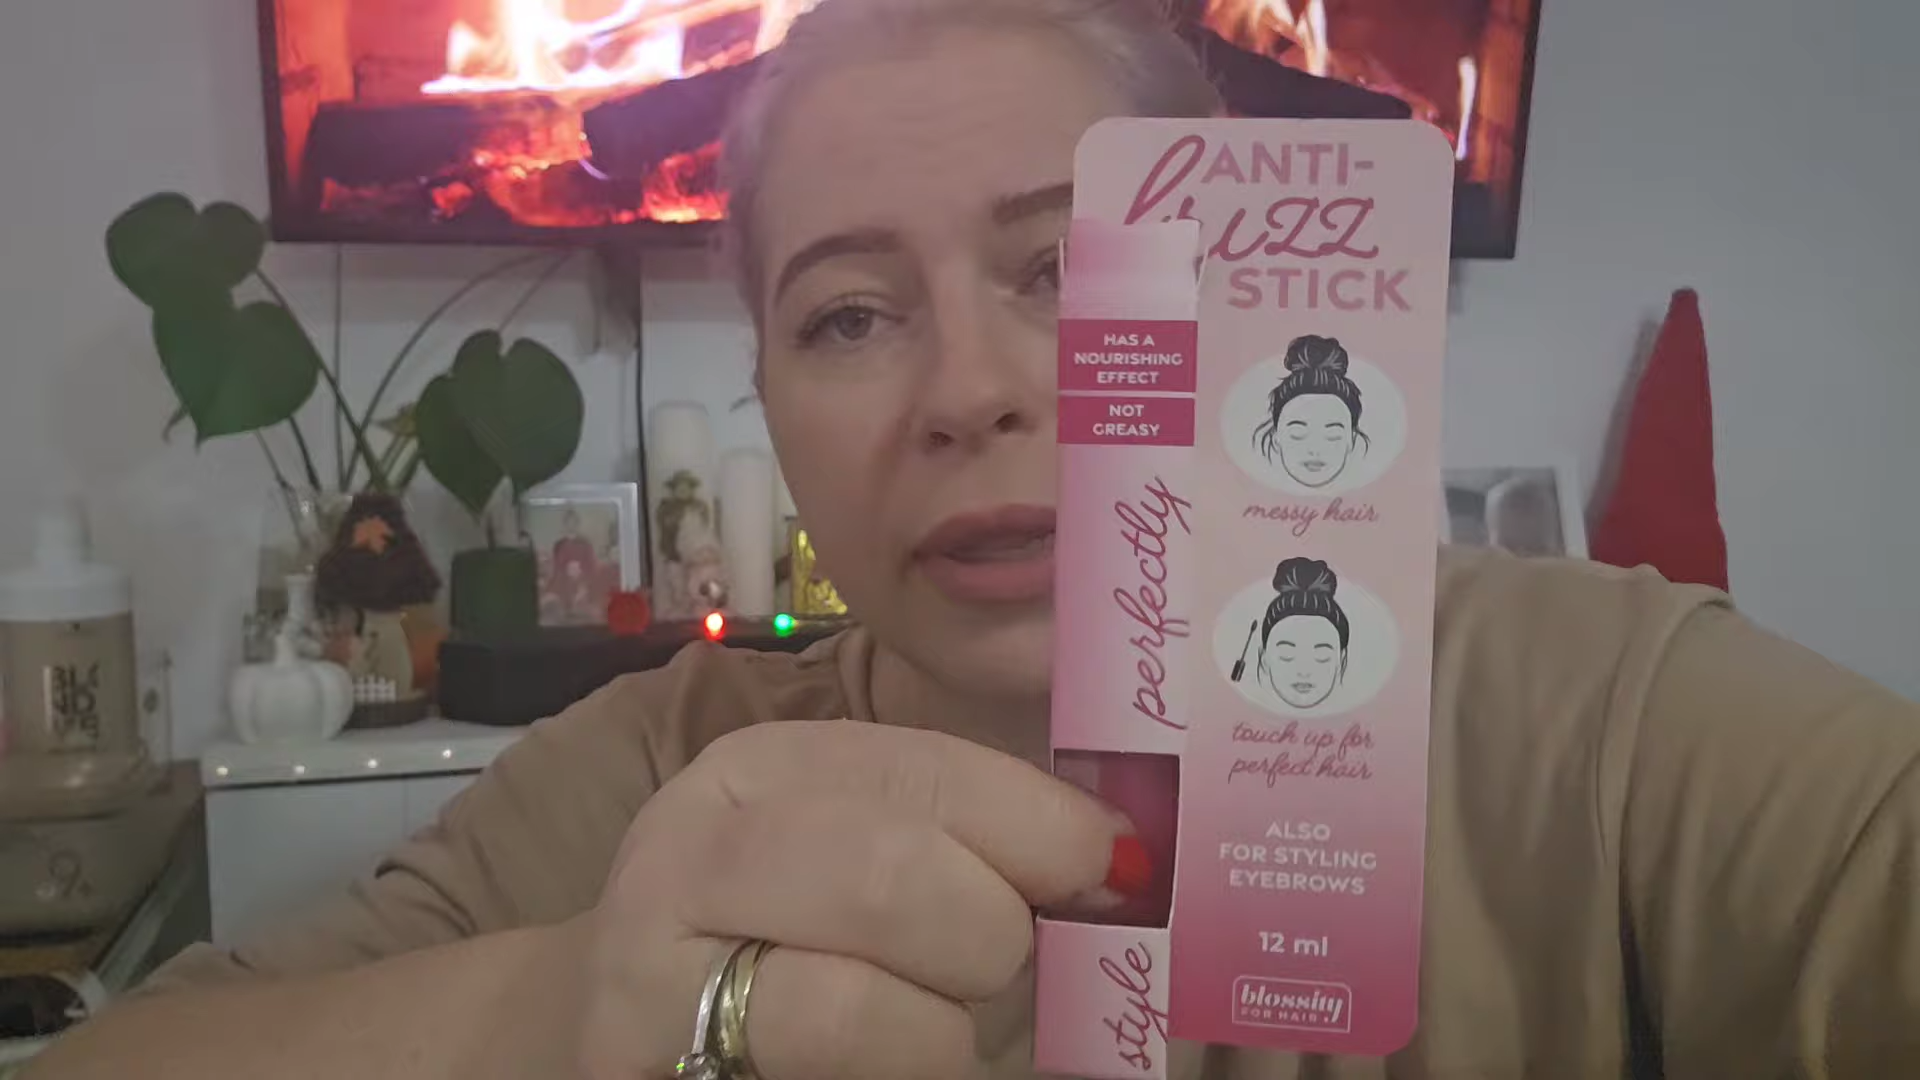 ANTI-
STICK
HAS A
NOURISHING
EFFECT
NOT
GREASY
perfectly
style
messy hair
touch up for
perfect hair
ALSO
FOR STYLING
EYEBROWS
12 ml
blossity
FOR HAIR